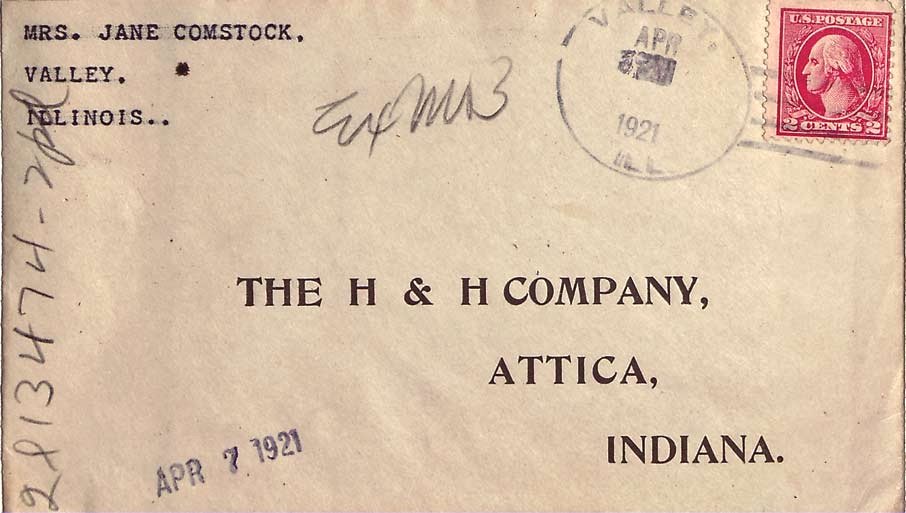 MRS. JANE COMSTOCK,
VALLEY.
ILLINOIS..
VALLEY.
APR
1921
ILL
U.S. POSTAGE
2 CENTS 2
THE H & H COMPANY,
ATTICA,
INDIANA.
APR 7 1921